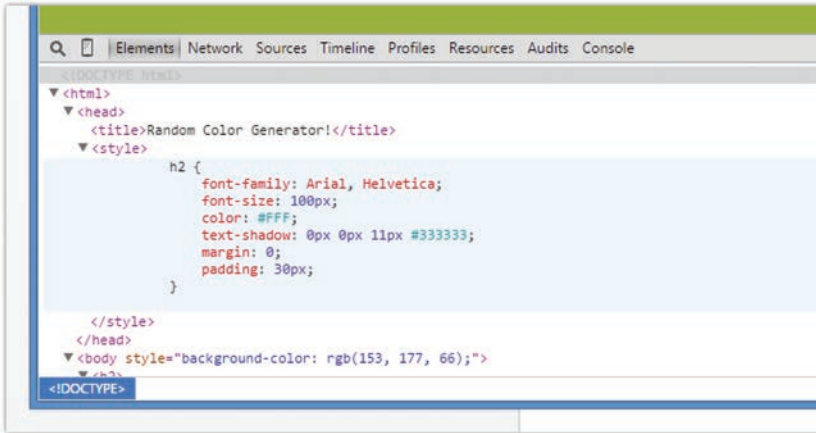 Elements Network Sources Timeline Profiles Resources Audits Console
<!DOCTYPE html>
▼<html>
▼<head>
<title>Random Color Generator!</title>
▼<style>
h2 {
font-family: Arial, Helvetica;
font-size: 100px;
color: #FFF;
text-shadow: 0px 0px 11px #333333;
margin: 0;
padding: 30px;
}
</style>
</head>
▼<body style="background-color: rgb(153, 177, 66);">
▼<h2>
<!DOCTYPE>